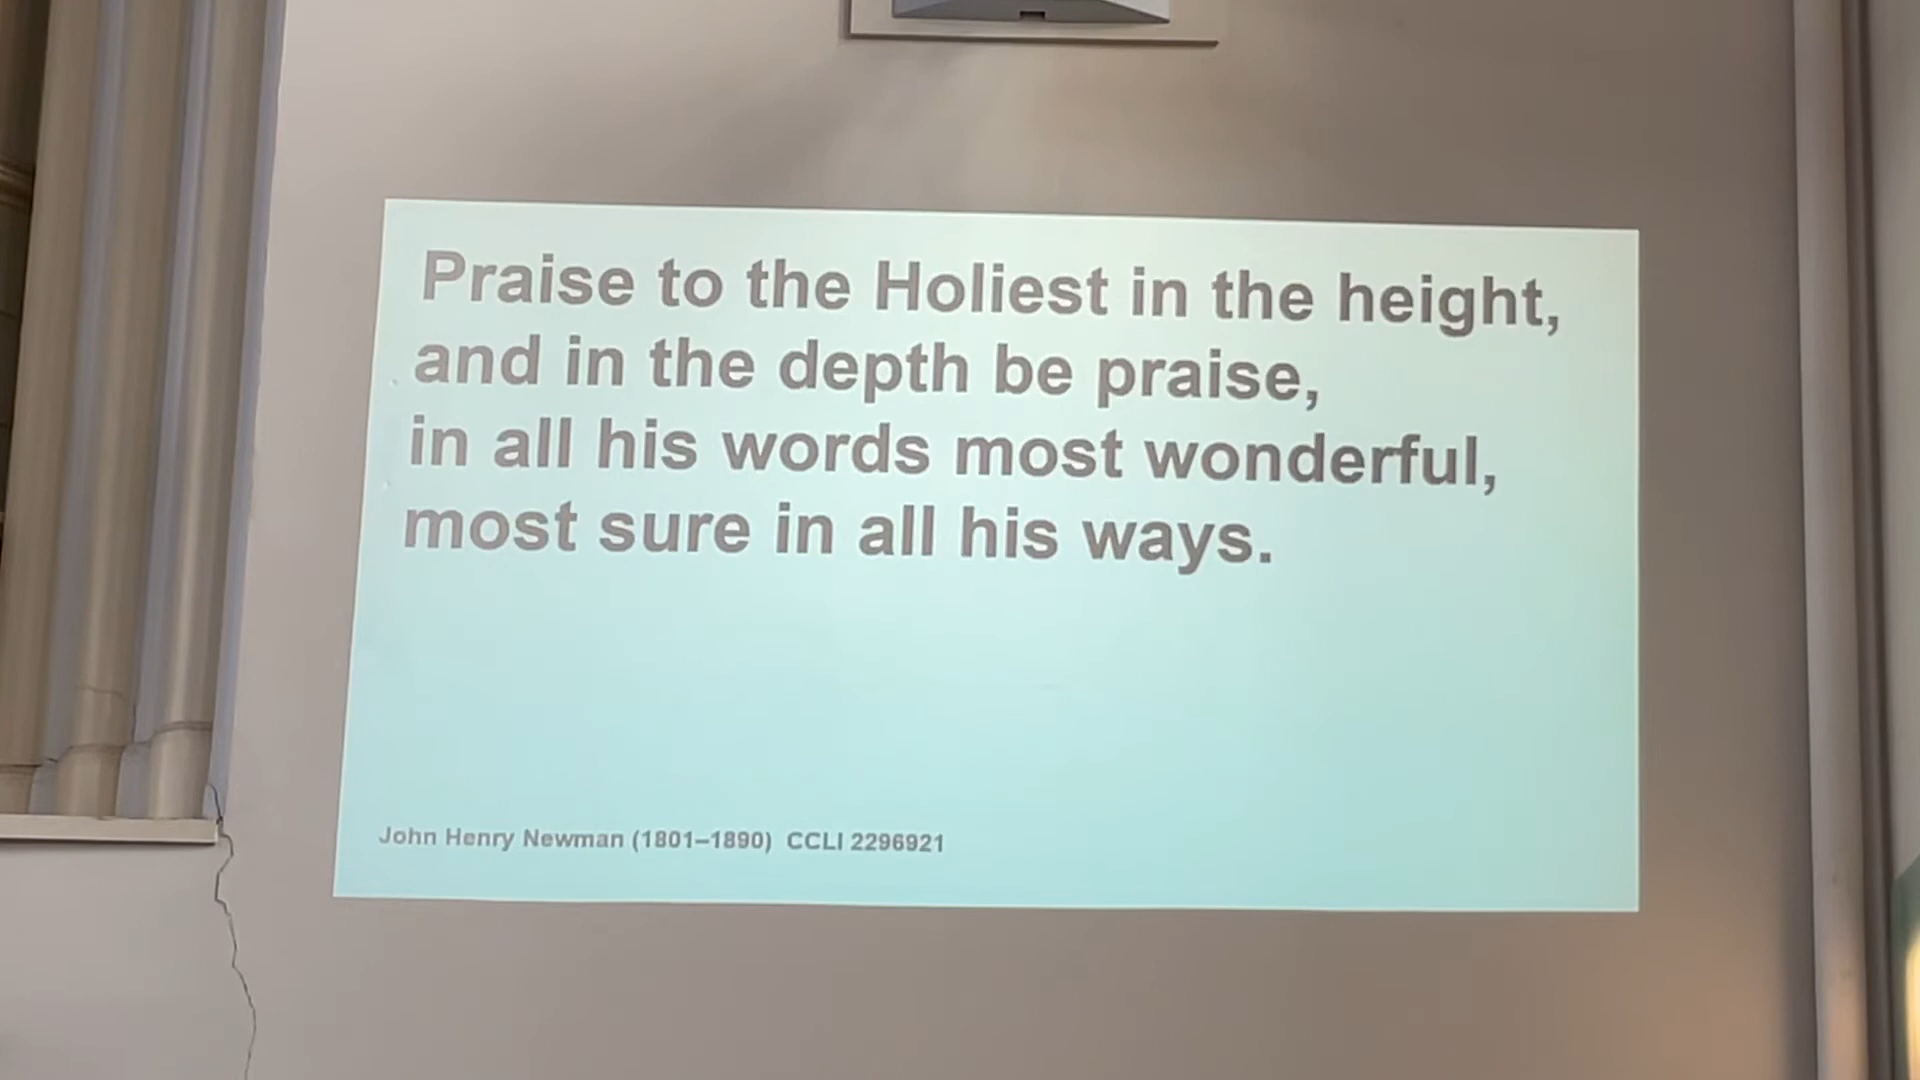 Praise to the Holiest in the height,
and in the depth be praise,
in all his words most wonderful,
most sure in all his ways.
John Henry Newman (1801–1890) CCLI 2296921